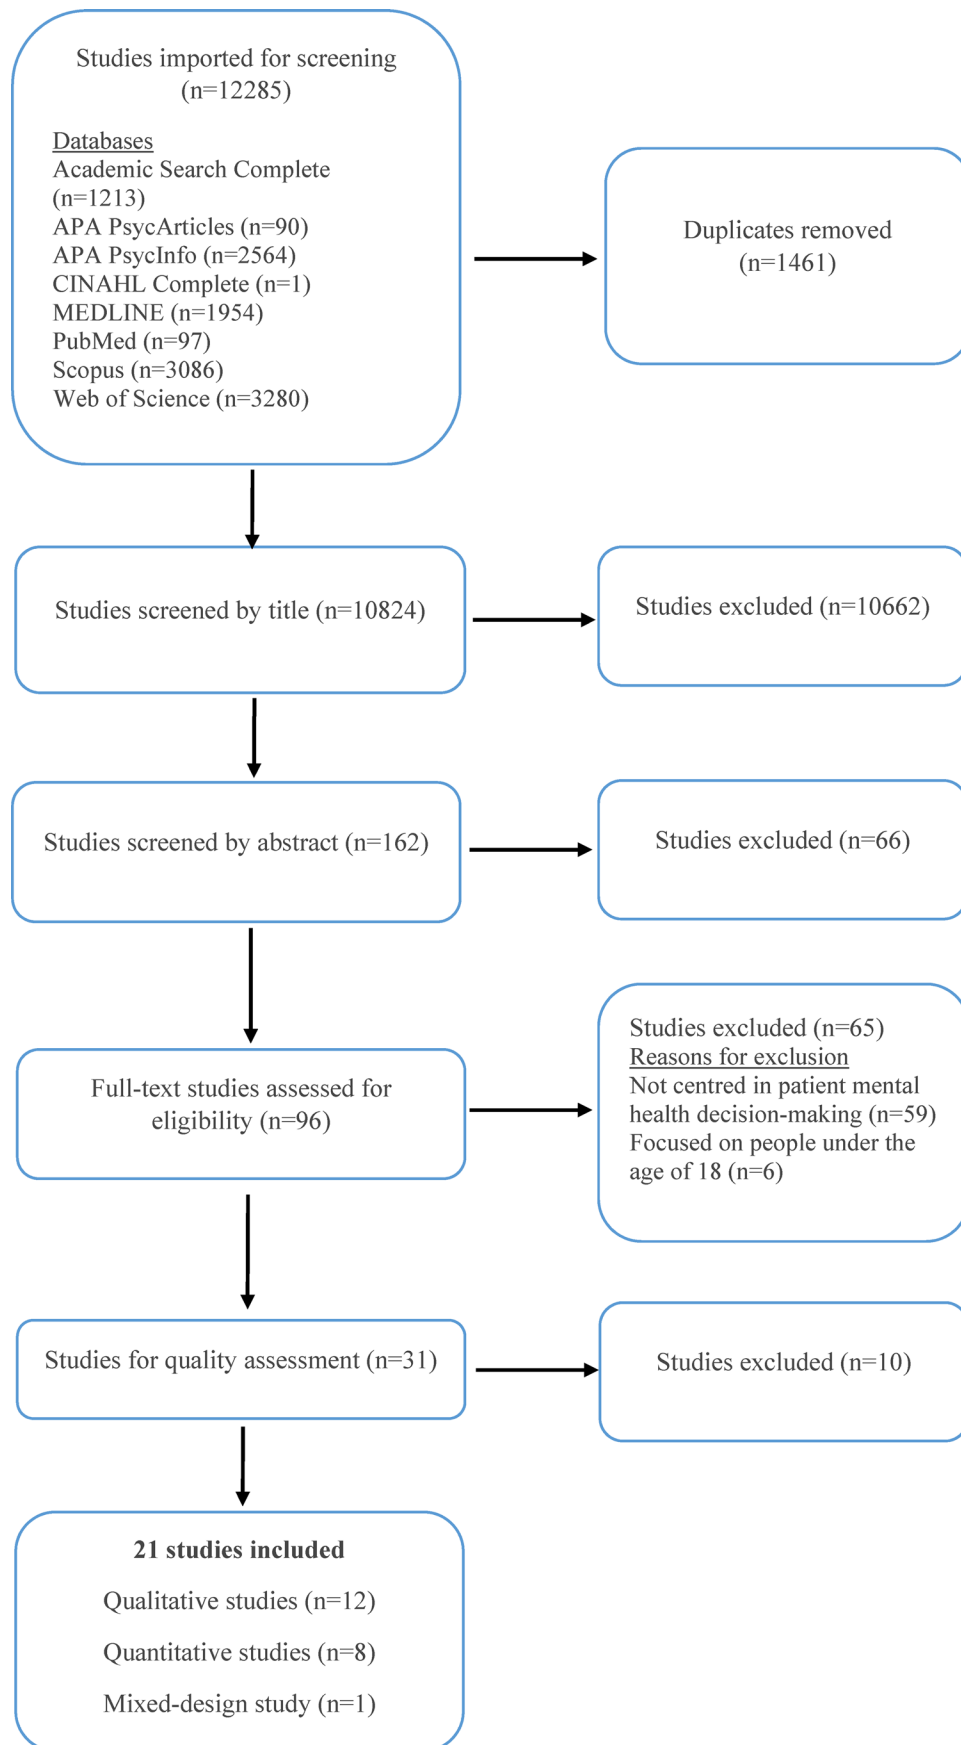 Studies imported for screening
(n=12285)
Databases
Academic Search Complete
(n=1213)
APA PsycArticles (n=90)
APA PsycInfo (n=2564)
CINAHL Complete (n=1)
MEDLINE (n=1954)
PubMed (n=97)
Scopus (n=3086)
Web of Science (n=3280)
Duplicates removed
(n=1461)
Studies screened by title (n=10824)
Studies excluded (n=10662)
Studies screened by abstract (n=162)
Studies excluded (n=66)
Full-text studies assessed for
eligibility (n=96)
Studies excluded (n=65)
Reasons for exclusion
Not centred in patient mental
health decision-making (n=59)
Focused on people under the
age of 18 (n=6)
Studies for quality assessment (n=31)
Studies excluded (n=10)
21 studies included
Qualitative studies (n=12)
Quantitative studies (n=8)
Mixed-design study (n=1)